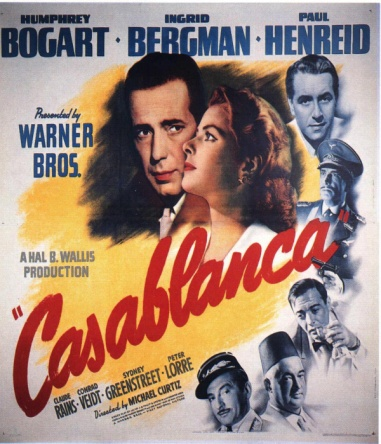 HUMPHREY INGRID PAUL
BOGART · BERGMAN · HENREID
Presented by
WARNER
BROS.
A HAL B. WALLIS
PRODUCTION
"Casablanca"
CLAUDE RAINS CONRAD VEIDT SYDNEY GREENSTREET PETER LORRE
Directed by MICHAEL CURTIZ